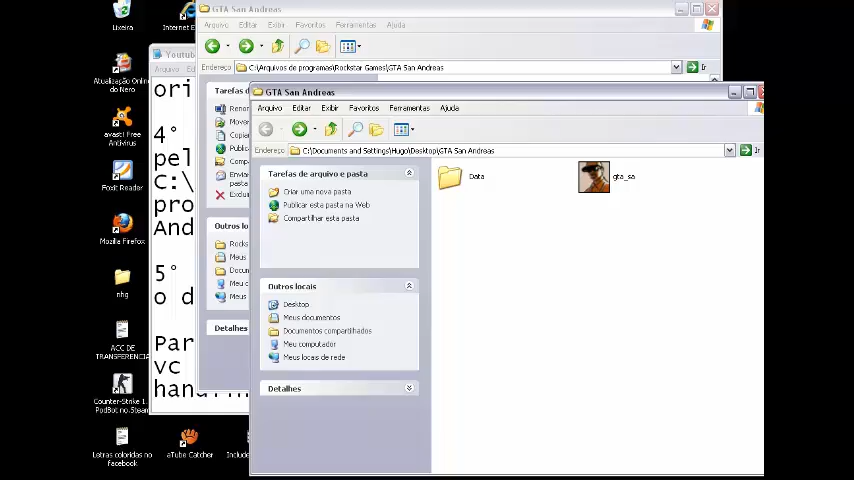 Lixeira
Internet E
Atualização Online
do Nero
avast! Free
Antivirus
Foxit Reader
Mozilla Firefox
nhg
ACC DE
TRANSFERENCIA
Counter-Strike 1.
PodBot no Steam
Letras coloridas no
facebook
aTube Catcher
Include
Youtub
Arquivo Ed
ori
4°
pel
C:\
pro
And
5°
o d
Par
vc
GTA San Andreas
Arquivo Editar Exibir Favoritos Ferramentas Ajuda
Endereço C:\Arquivos de programas\Rockstar Games\GTA San Andreas Ir
Tarefas d
Renom
Mover
Copiar
Public
Comp
Enviar
pasta
Exclui
Outros lo
Rocks
Meus
Docum
Meu c
Meus
Detalhes
GTA San Andreas
Arquivo Editar Exibir Favoritos Ferramentas Ajuda
Endereço C:\Documents and Settings\Hugo\Desktop\GTA San Andreas Ir
Tarefas de arquivo e pasta
Criar uma nova pasta
Publicar esta pasta na Web
Compartilhar esta pasta
Outros locais
Desktop
Meus documentos
Documentos compartilhados
Meu computador
Meus locais de rede
Detalhes
Data
gta_sa